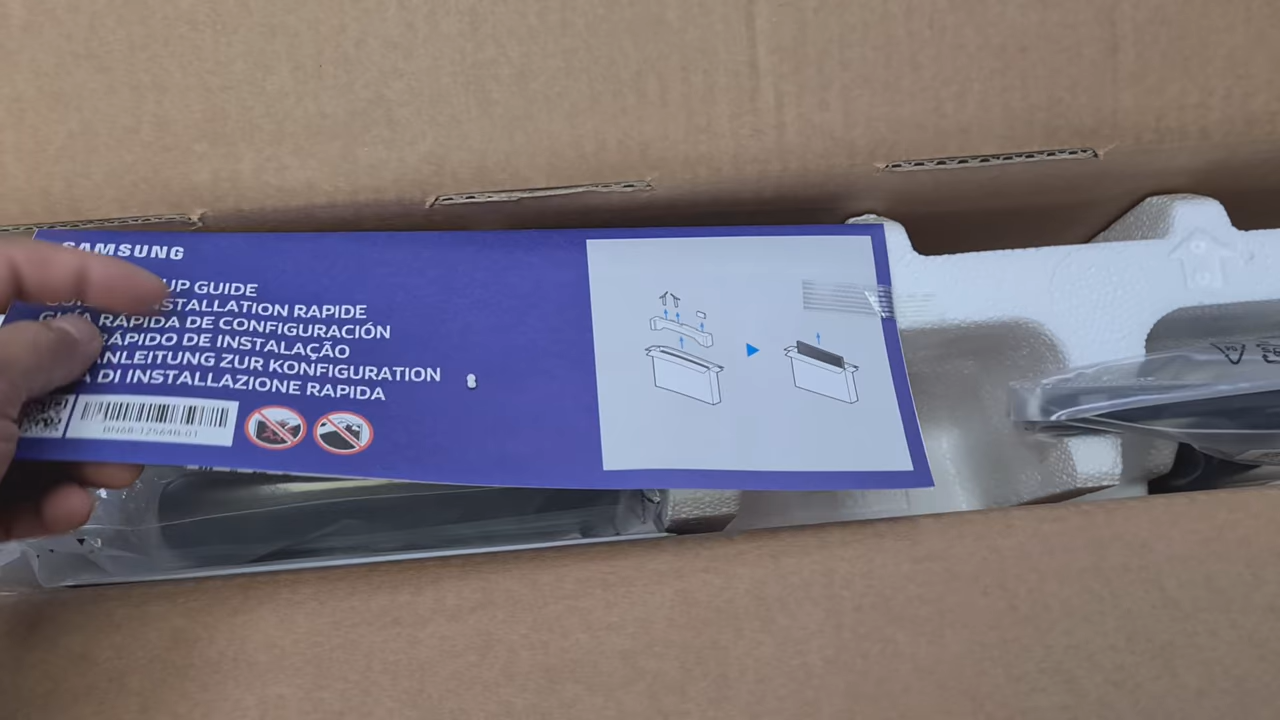 SAMSUNG
UP GUIDE
INSTALLATION RAPIDE
GUÍA RÁPIDA DE CONFIGURACIÓN
RÁPIDO DE INSTALAÇÃO
ANLEITUNG ZUR KONFIGURATION
DI INSTALLAZIONE RAPIDA
BN68-12564B-01